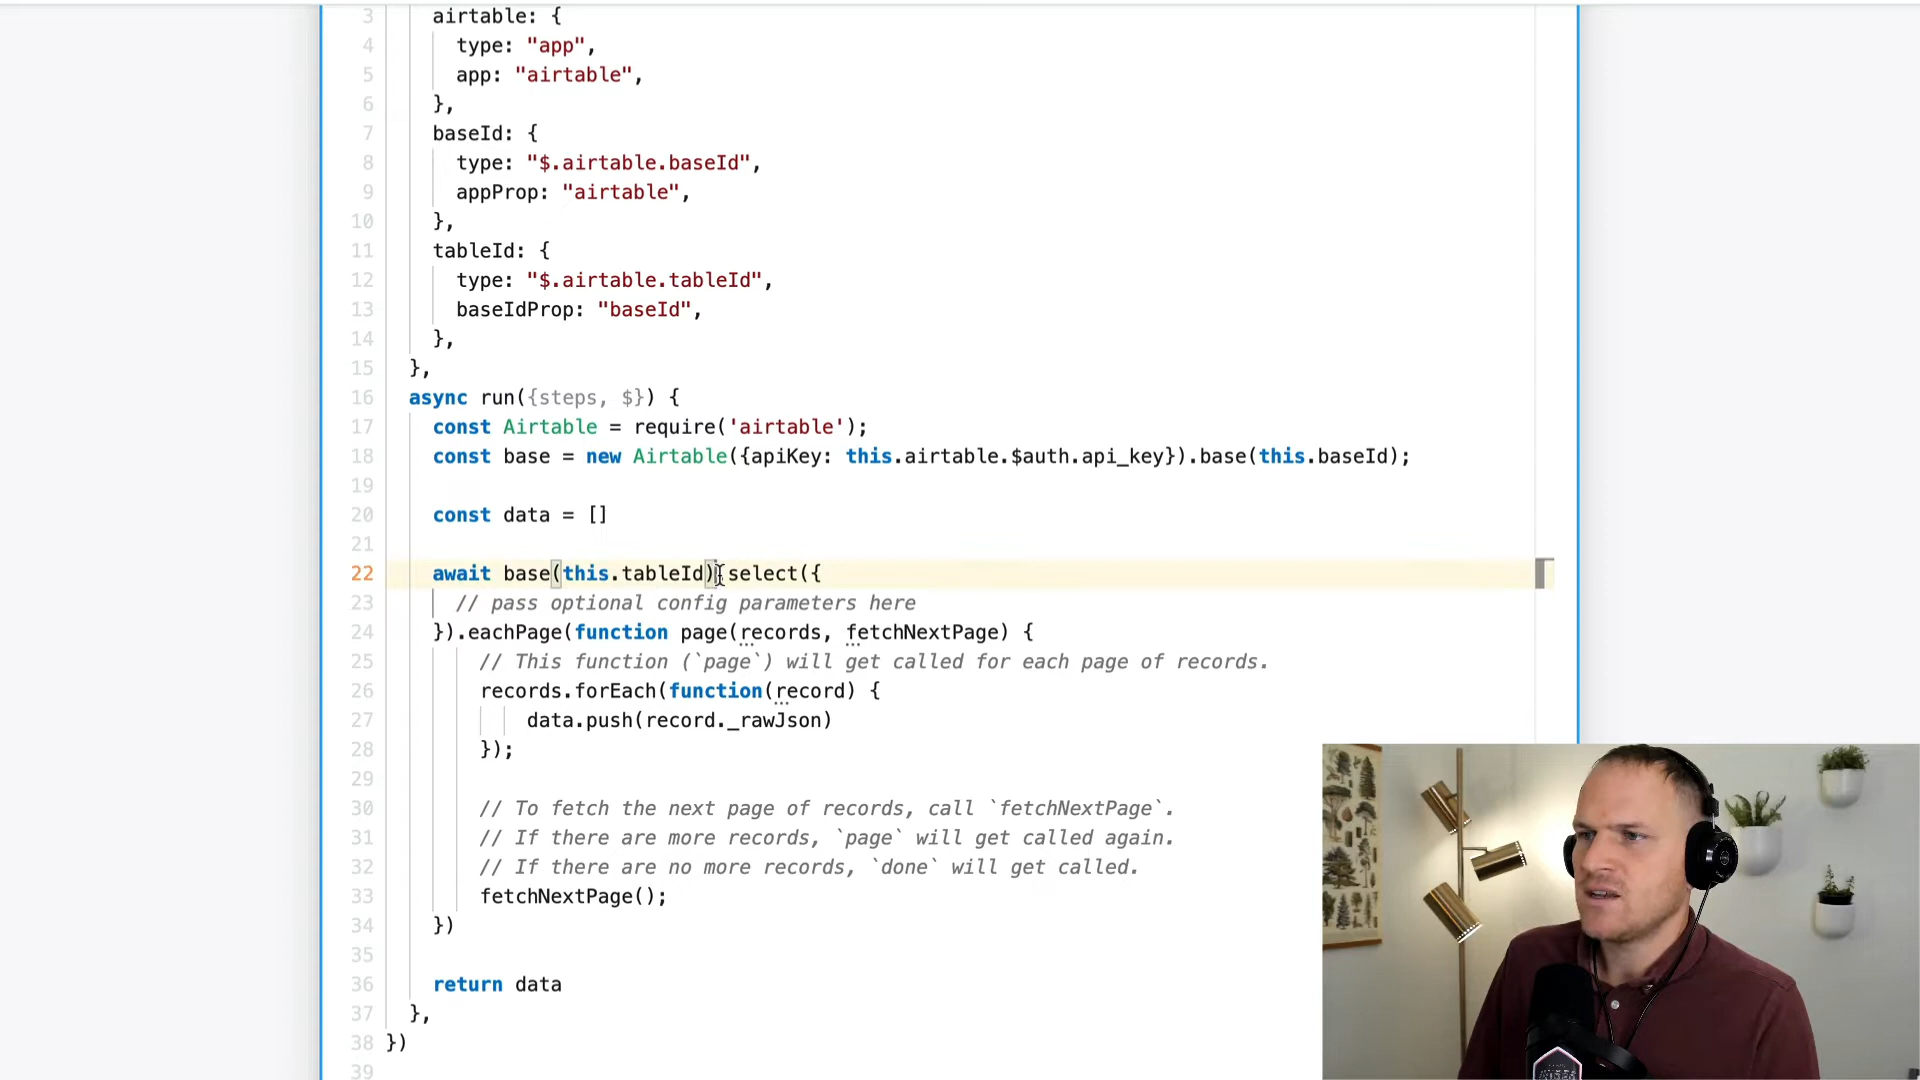 3 airtable: {
4 type: "app",
5 app: "airtable",
6 },
7 baseId: {
8 type: "$.airtable.baseId",
9 appProp: "airtable",
10 },
11 tableId: {
12 type: "$.airtable.tableId",
13 baseIdProp: "baseId",
14 },
15 },
16 async run({steps, $}) {
17 const Airtable = require('airtable');
18 const base = new Airtable({apiKey: this.airtable.$auth.api_key}).base(this.baseId);
19
20 const data = []
21
22 await base(this.tableId).select({
23 // pass optional config parameters here
24 }).eachPage(function page(records, fetchNextPage) {
25 // This function (`page`) will get called for each page of records.
26 records.forEach(function(record) {
27 data.push(record._rawJson)
28 });
29
30 // To fetch the next page of records, call `fetchNextPage`.
31 // If there are more records, `page` will get called again.
32 // If there are no more records, `done` will get called.
33 fetchNextPage();
34 })
35
36 return data
37 },
38 })
39